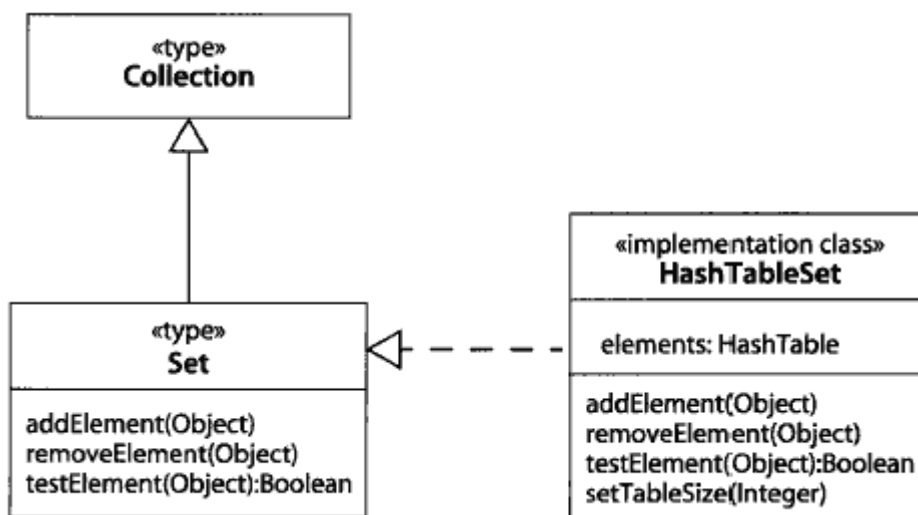 «type»
Collection
«type»
Set
addElement(Object)
removeElement(Object)
testElement(Object):Boolean
«implementation class»
HashTableSet
elements: HashTable
addElement(Object)
removeElement(Object)
testElement(Object):Boolean
setTableSize(Integer)